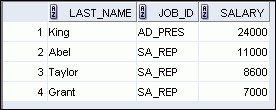 LAST_NAME JOB_ID SALARY
1 King AD_PRES 24000
2 Abel SA_REP 11000
3 Taylor SA_REP 8600
4 Grant SA_REP 7000